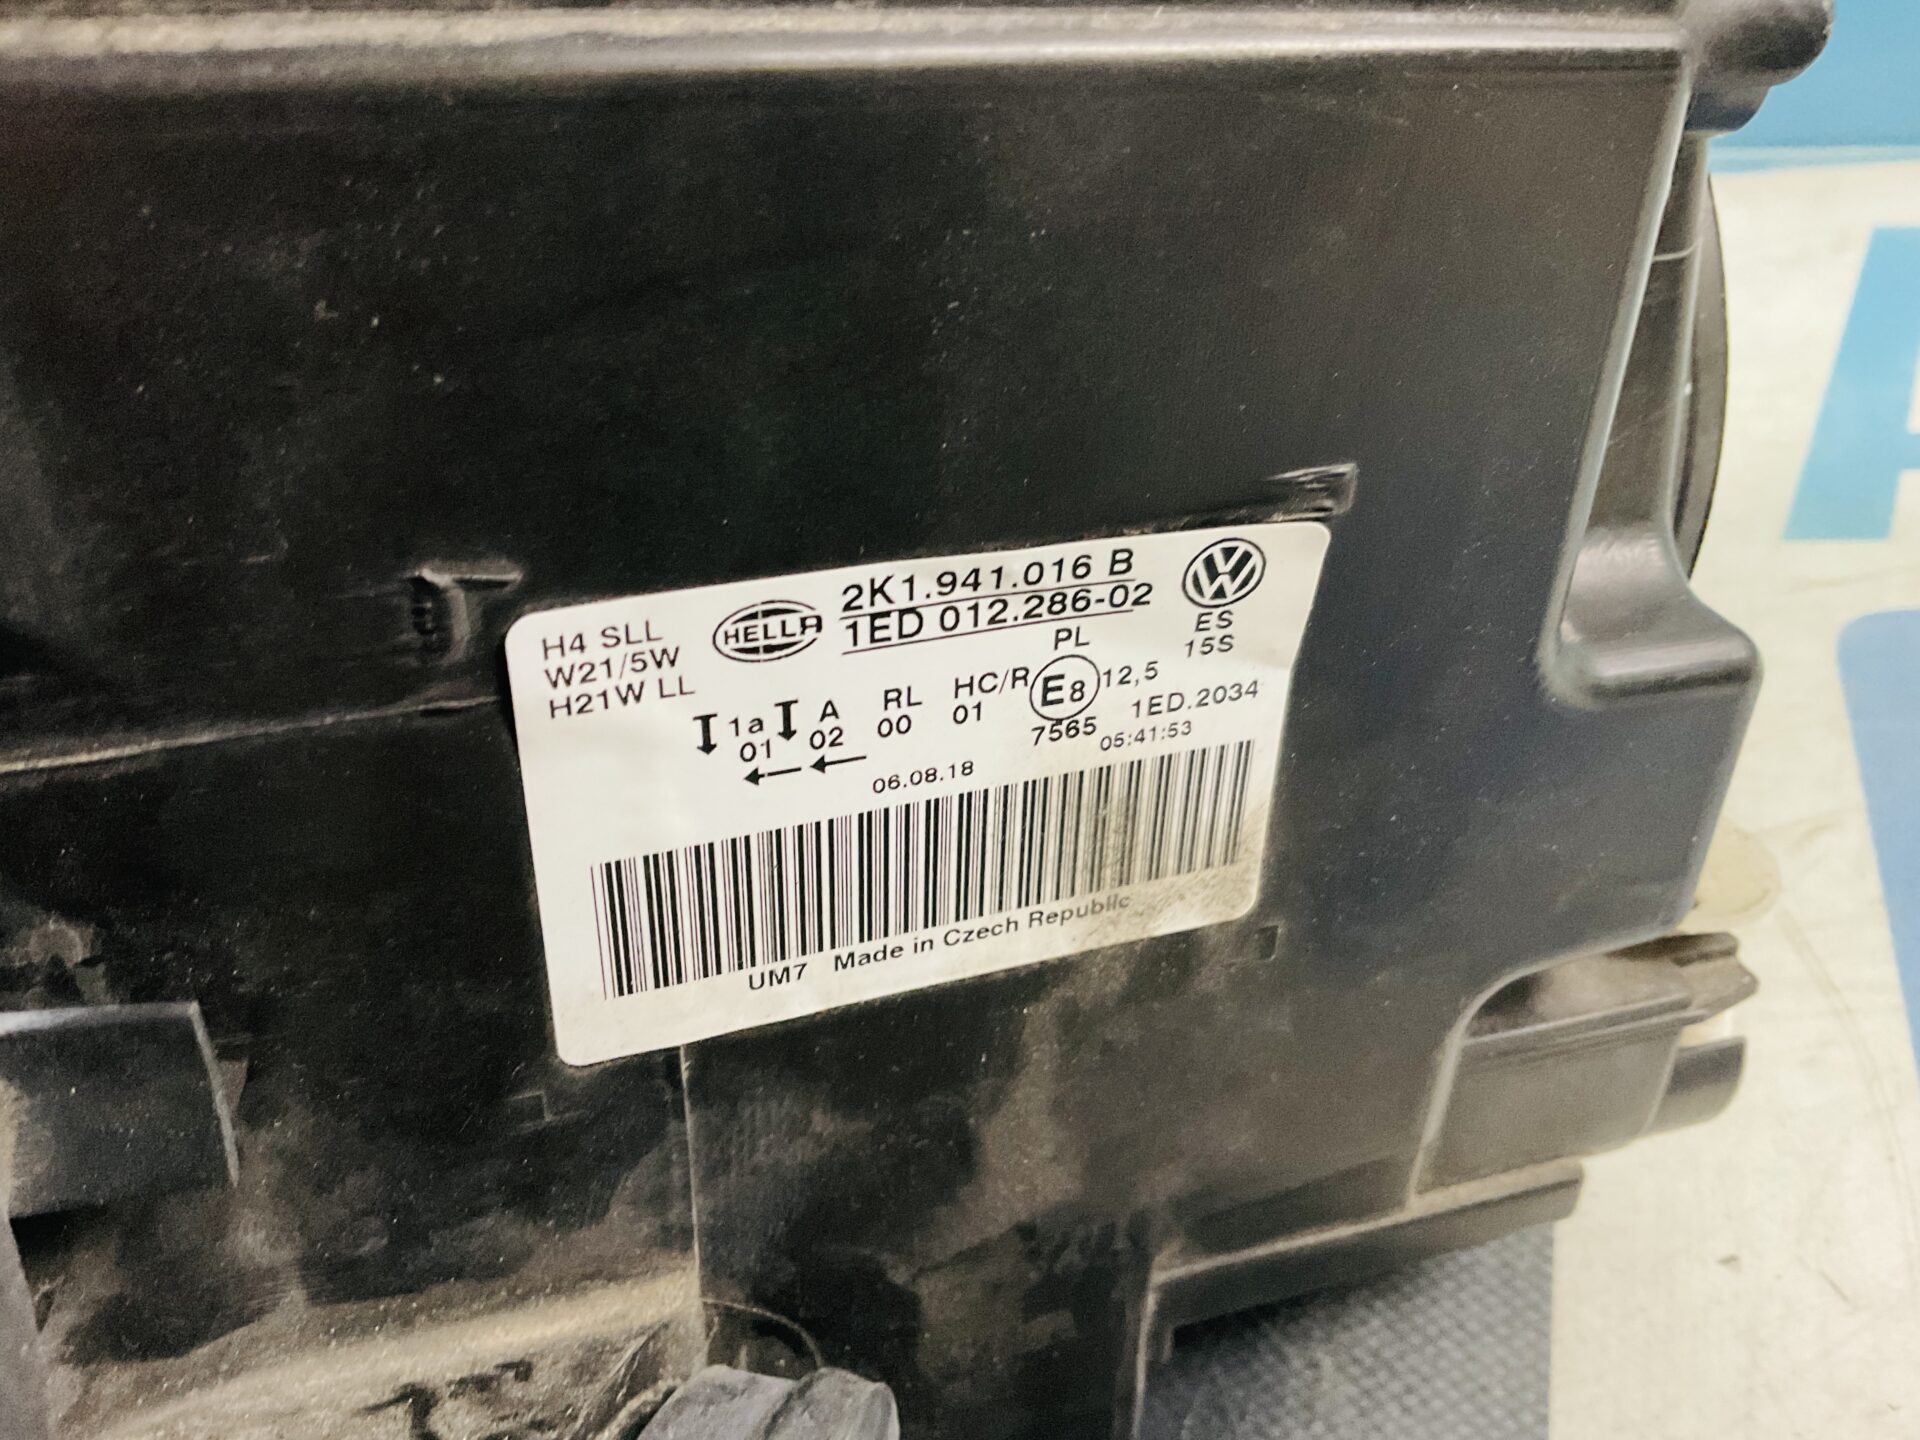 2K1.941.016 B
HELLA
1ED 012.286-02
H4 SLL
W21/5W
H21W LL
ES
15S
PL
1a A RL HC/R E8 12,5
01 02 00 01 7565 1ED.2034
06.08.18 05:41:53
UM7 Made in Czech Republic